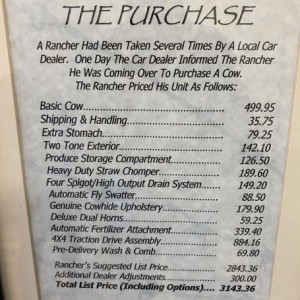 THE PURCHASE
A Rancher Had Been Taken Several Times By A Local Car
Dealer. One Day The Car Dealer Informed The Rancher
He Was Coming Over To Purchase A Cow.
The Rancher Priced His Unit As Follows:
Basic Cow.......................................... 499.95
Shipping & Handling.......................... 35.75
Extra Stomach................................... 79.25
Two Tone Exterior............................. 142.10
Produce Storage Compartment........... 126.50
Heavy Duty Straw Chomper............... 189.60
Four Spigot/High Output Drain System....... 149.20
Automatic Fly Swatter....................... 88.50
Genuine Cowhide Upholstery.............. 179.90
Deluxe Dual Horns............................ 59.25
Automatic Fertilizer Attachment.......... 339.40
4X4 Traction Drive Assembly.............. 884.16
Pre-Delivery Wash & Comb................. 69.80
Rancher's Suggested List Price.......... 2843.36
Additional Dealer Adjustments........... 300.00
Total List Price (Including Options).... 3143.36